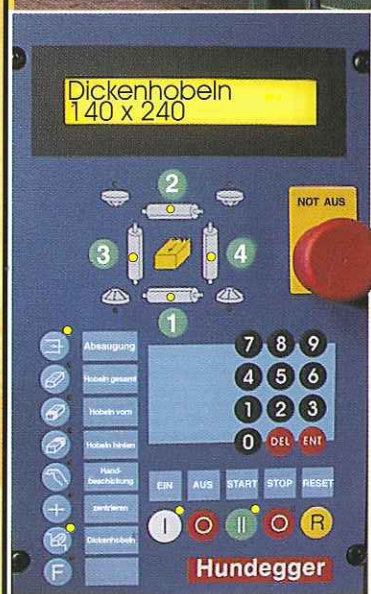 Dickenhobeln
140 x 240
2
NOT AUS
3
4
1
Absaugung
Hobeln gesamt
Hobeln vorn
Hobeln hinten
Hand-
beschickung
zentrieren
Dickenhobeln
F
7 8 9
4 5 6
1 2 3
0 DEL ENT
EIN AUS START STOP RESET
I O II O R
Hundegger